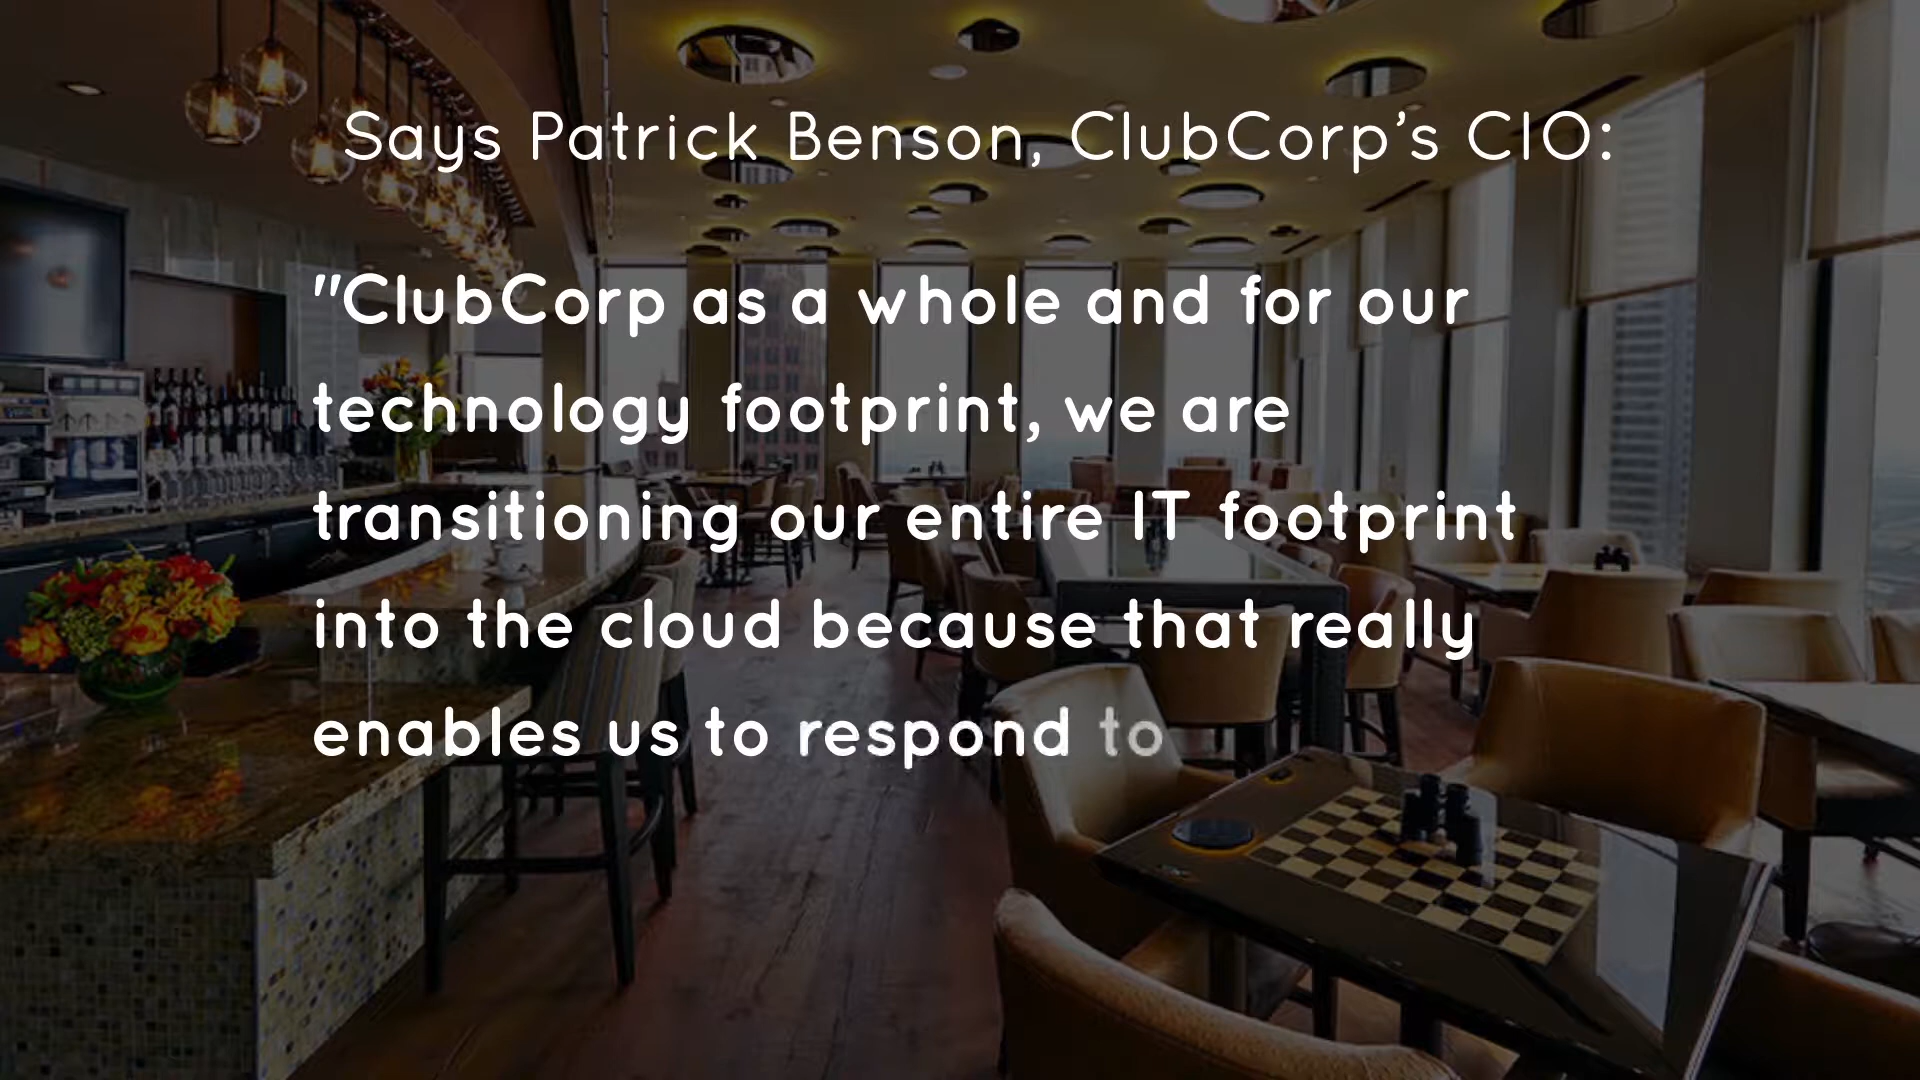 Says Patrick Benson, ClubCorp’s CIO:
"ClubCorp as a whole and for our
technology footprint, we are
transitioning our entire IT footprint
into the cloud because that really
enables us to respond to